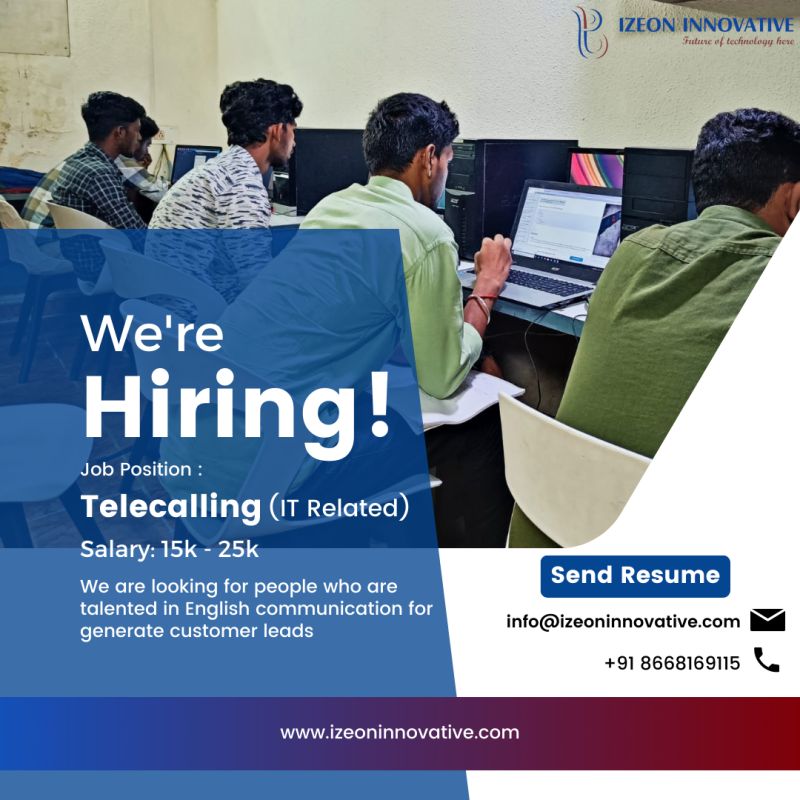 IZEON INNOVATIVE
Future of technology here
We're
Hiring!
Job Position :
Telecalling (IT Related)
Salary: 15k - 25k
We are looking for people who are
talented in English communication for
generate customer leads
Send Resume
info@izeoninnovative.com
+91 8668169115
www.izeoninnovative.com